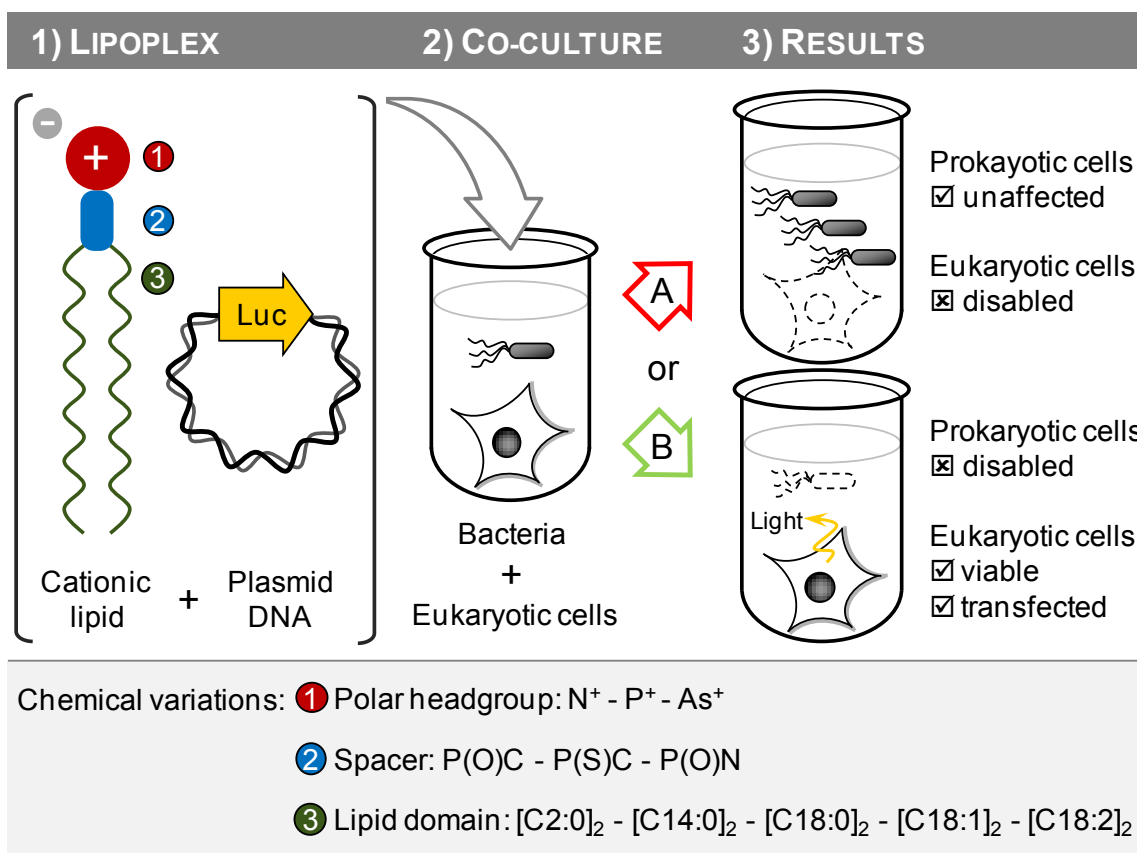 1) LIPOPLEX
2) CO-CULTURE
3) RESULTS
−
+
1
2
3
Luc
Cationic
lipid
+
Plasmid
DNA
Bacteria
+
Eukaryotic cells
A
or
B
Prokayotic cells
☑ unaffected
Eukaryotic cells
☒ disabled
Light
Prokaryotic cells
☒ disabled
Eukaryotic cells
☑ viable
☑ transfected
Chemical variations: 1 Polar headgroup: N⁺ - P⁺ - As⁺
2 Spacer: P(O)C - P(S)C - P(O)N
3 Lipid domain: [C2:0]₂ - [C14:0]₂ - [C18:0]₂ - [C18:1]₂ - [C18:2]₂